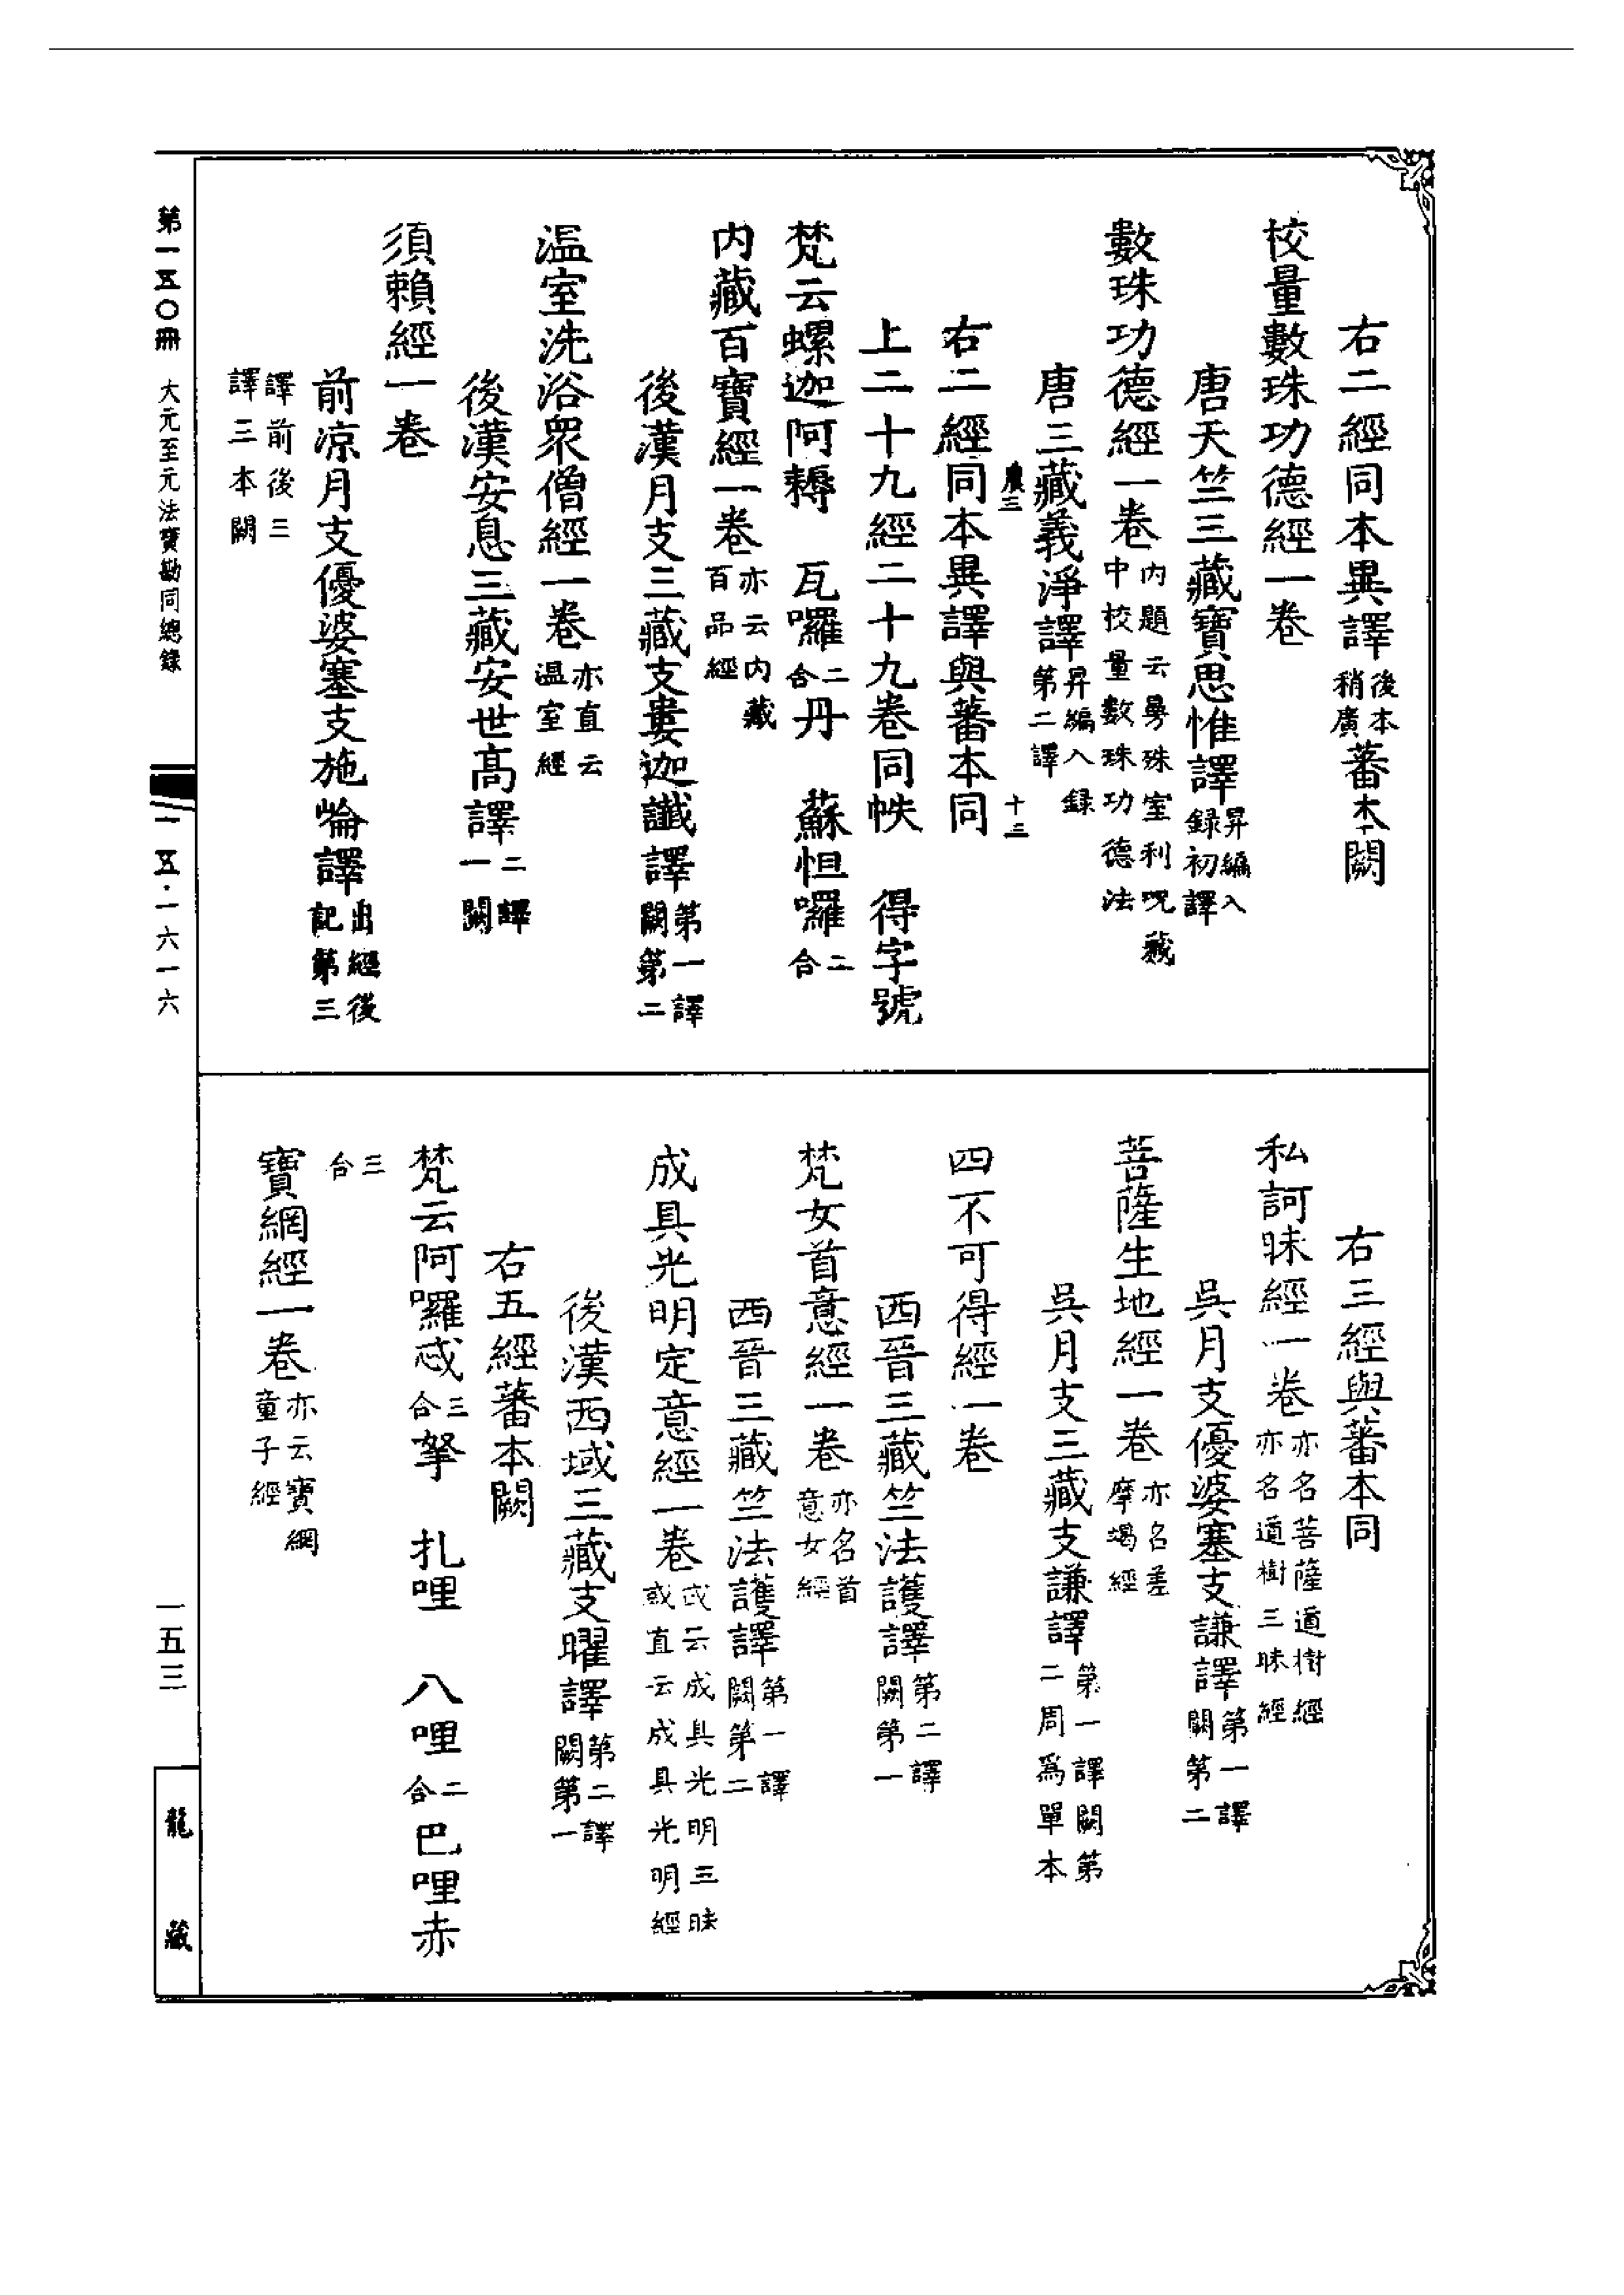 右二經同本異譯後本稍廣蕃本闕
校量數珠功德經一卷
唐天竺三藏寶思惟譯昇編入録初譯
數珠功德經一卷内題云曼殊室利呪藏中校量數珠功德法
唐三藏義淨譯昇編入録第二譯
廣三
十三
右二經同本異譯與蕃本同
上二十九經二十九卷同帙 得字號
梵云螺迦阿耨 瓦囉二合丹 蘇怛囉二合
内藏百寶經一卷亦云内藏百品經
後漢月支三藏支婁迦讖譯第一譯闕第二
温室洗浴眾僧經一卷亦直云温室經
後漢安息三藏安世高譯二譯一闕
須賴經一卷
前凉月支優婆塞支施崘譯出經後記第三
譯前後三譯三本闕
右三經與蕃本同
私訶昧經一卷亦名菩薩道樹經亦名道樹三昧經
吳月支優婆塞支謙譯第一譯闕第二
菩薩生地經一卷亦名差摩竭經
吳月支三藏支謙譯第一譯闕第二周爲單本
四不可得經一卷
西晉三藏竺法護譯第二譯闕第一
梵女首意經一卷亦名首意女經
西晉三藏竺法護譯第一譯闕第二
成具光明定意經一卷或云成具光明三昧或直云成具光明經
後漢西域三藏支曜譯第二譯闕第一
右五經蕃本闕
梵云阿囉忒三合拏 扎哩 八哩二合巴哩赤
三合
寶網經一卷亦云寶網童子經
第一五〇冊 大元至元法寶勘同總錄
一五·一六一六
一五三
龍藏